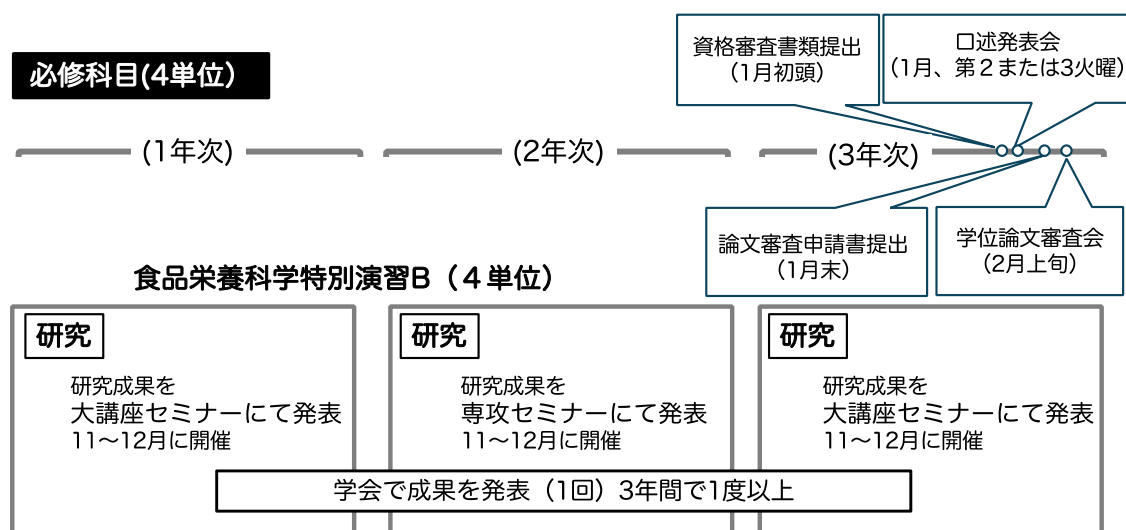 資格審査書類提出
(1月初頭)
口述発表会
(1月、第２または3火曜)
必修科目(4単位）
(1年次)
(2年次)
(3年次)
論文審査申請書提出
(1月末)
学位論文審査会
(2月上旬)
食品栄養科学特別演習B（４単位）
研究
研究成果を
大講座セミナーにて発表
11〜12月に開催
研究
研究成果を
専攻セミナーにて発表
11〜12月に開催
研究
研究成果を
大講座セミナーにて発表
11〜12月に開催
学会で成果を発表（1回）3年間で1度以上